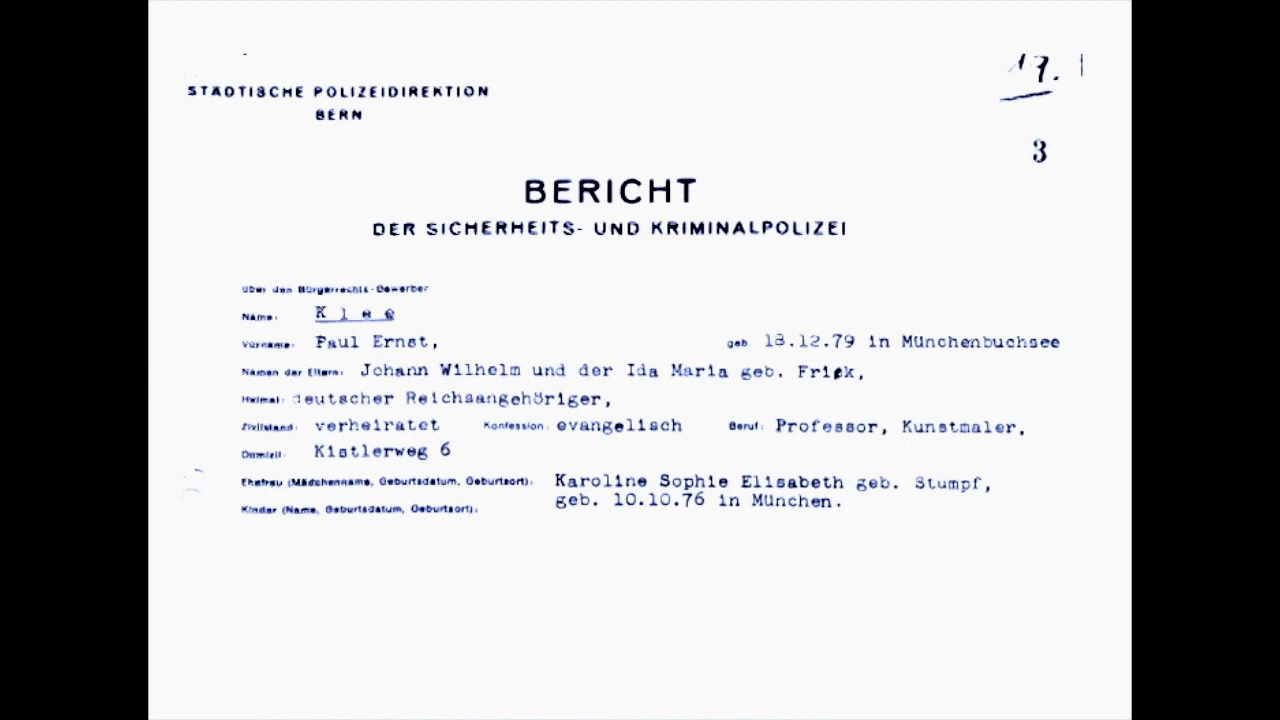 17.
STÄDTISCHE POLIZEIDIREKTION
BERN
3
BERICHT
DER SICHERHEITS- UND KRIMINALPOLIZEI
über den Bürgerrechts-Bewerber
Name: Klee
Vorname: Paul Ernst, geb. 18.12.79 in Münchenbuchsee
Namen der Eltern: Johann Wilhelm und der Ida Maria geb. Frick,
Heimat: deutscher Reichsangehöriger,
Zivilstand: verheiratet Konfession: evangelisch Beruf: Professor, Kunstmaler,
Domizil: Kistlerweg 6
Ehefrau (Mädchenname, Geburtsdatum, Geburtsort): Karoline Sophie Elisabeth geb. Stumpf,
geb. 10.10.76 in München.
Kinder (Name, Geburtsdatum, Geburtsort):